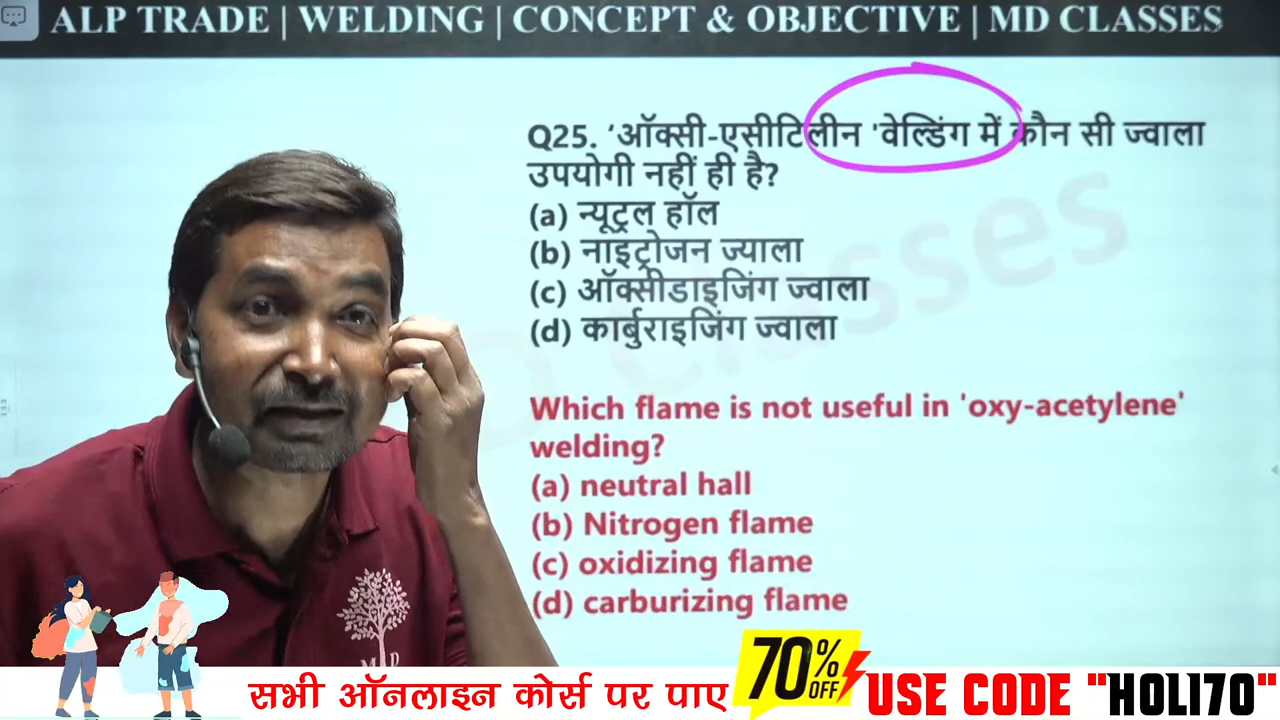 ALP TRADE | WELDING | CONCEPT & OBJECTIVE | MD CLASSES
Q25. ‘ऑक्सी-एसीटिलीन 'वेल्डिंग में कौन सी ज्वाला
उपयोगी नहीं ही है?
(a) न्यूट्रल हॉल
(b) नाइट्रोजन ज्याला
(c) ऑक्सीडाइजिंग ज्वाला
(d) कार्बुराइजिंग ज्वाला
Which flame is not useful in 'oxy-acetylene'
welding?
(a) neutral hall
(b) Nitrogen flame
(c) oxidizing flame
(d) carburizing flame
D Classes
M D
सभी ऑनलाइन कोर्स पर पाए 70% OFF USE CODE "HOLI70"